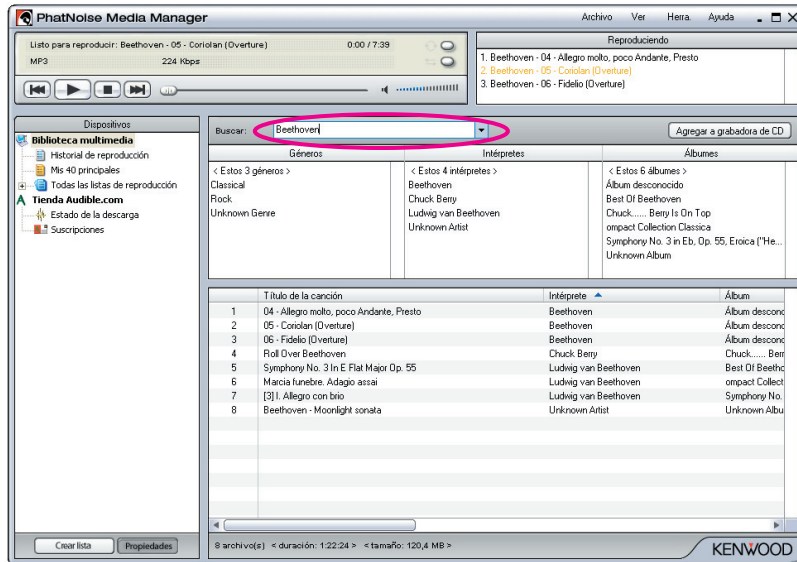 PhatNoise Media Manager
Archivo Ver Herra. Ayuda
Listo para reproducir: Beethoven - 05 - Coriolan (Overture) 0:00 / 7:39
MP3 224 Kbps
Reproduciendo
1. Beethoven - 04 - Allegro molto, poco Andante, Presto
2. Beethoven - 05 - Coriolan (Overture)
3. Beethoven - 06 - Fidelio (Overture)
Dispositivos
Biblioteca multimedia
Historial de reproducción
Mis 40 principales
Todas las listas de reproducción
Tienda Audible.com
Estado de la descarga
Suscripciones
Crear lista Propiedades
Buscar: Beethoven
Agregar a grabadora de CD
Géneros
< Estos 3 géneros >
Classical
Rock
Unknown Genre
Intérpretes
< Estos 4 intérpretes >
Beethoven
Chuck Berry
Ludwig van Beethoven
Unknown Artist
Álbumes
< Estos 6 álbumes >
Álbum desconocido
Best Of Beethoven
Chuck...... Berry Is On Top
ompact Collection Classica
Symphony No. 3 in Eb, Op. 55, Eroica ("He...
Unknown Album
Título de la canción Intérprete Álbum
1 04 - Allegro molto, poco Andante, Presto Beethoven Álbum descono
2 05 - Coriolan (Overture) Beethoven Álbum descono
3 06 - Fidelio (Overture) Beethoven Álbum descono
4 Roll Over Beethoven Chuck Berry Chuck...... Berr
5 Symphony No. 3 In E Flat Major Op. 55 Ludwig van Beethoven Best Of Beetho
6 Marcia funebre. Adagio assai Ludwig van Beethoven ompact Collect
7 [3] I. Allegro con brio Ludwig van Beethoven Symphony No.
8 Beethoven - Moonlight sonata Unknown Artist Unknown Albu
8 archivo(s) < duración: 1:22:24 > < tamaño: 120,4 MB >
KENWOOD